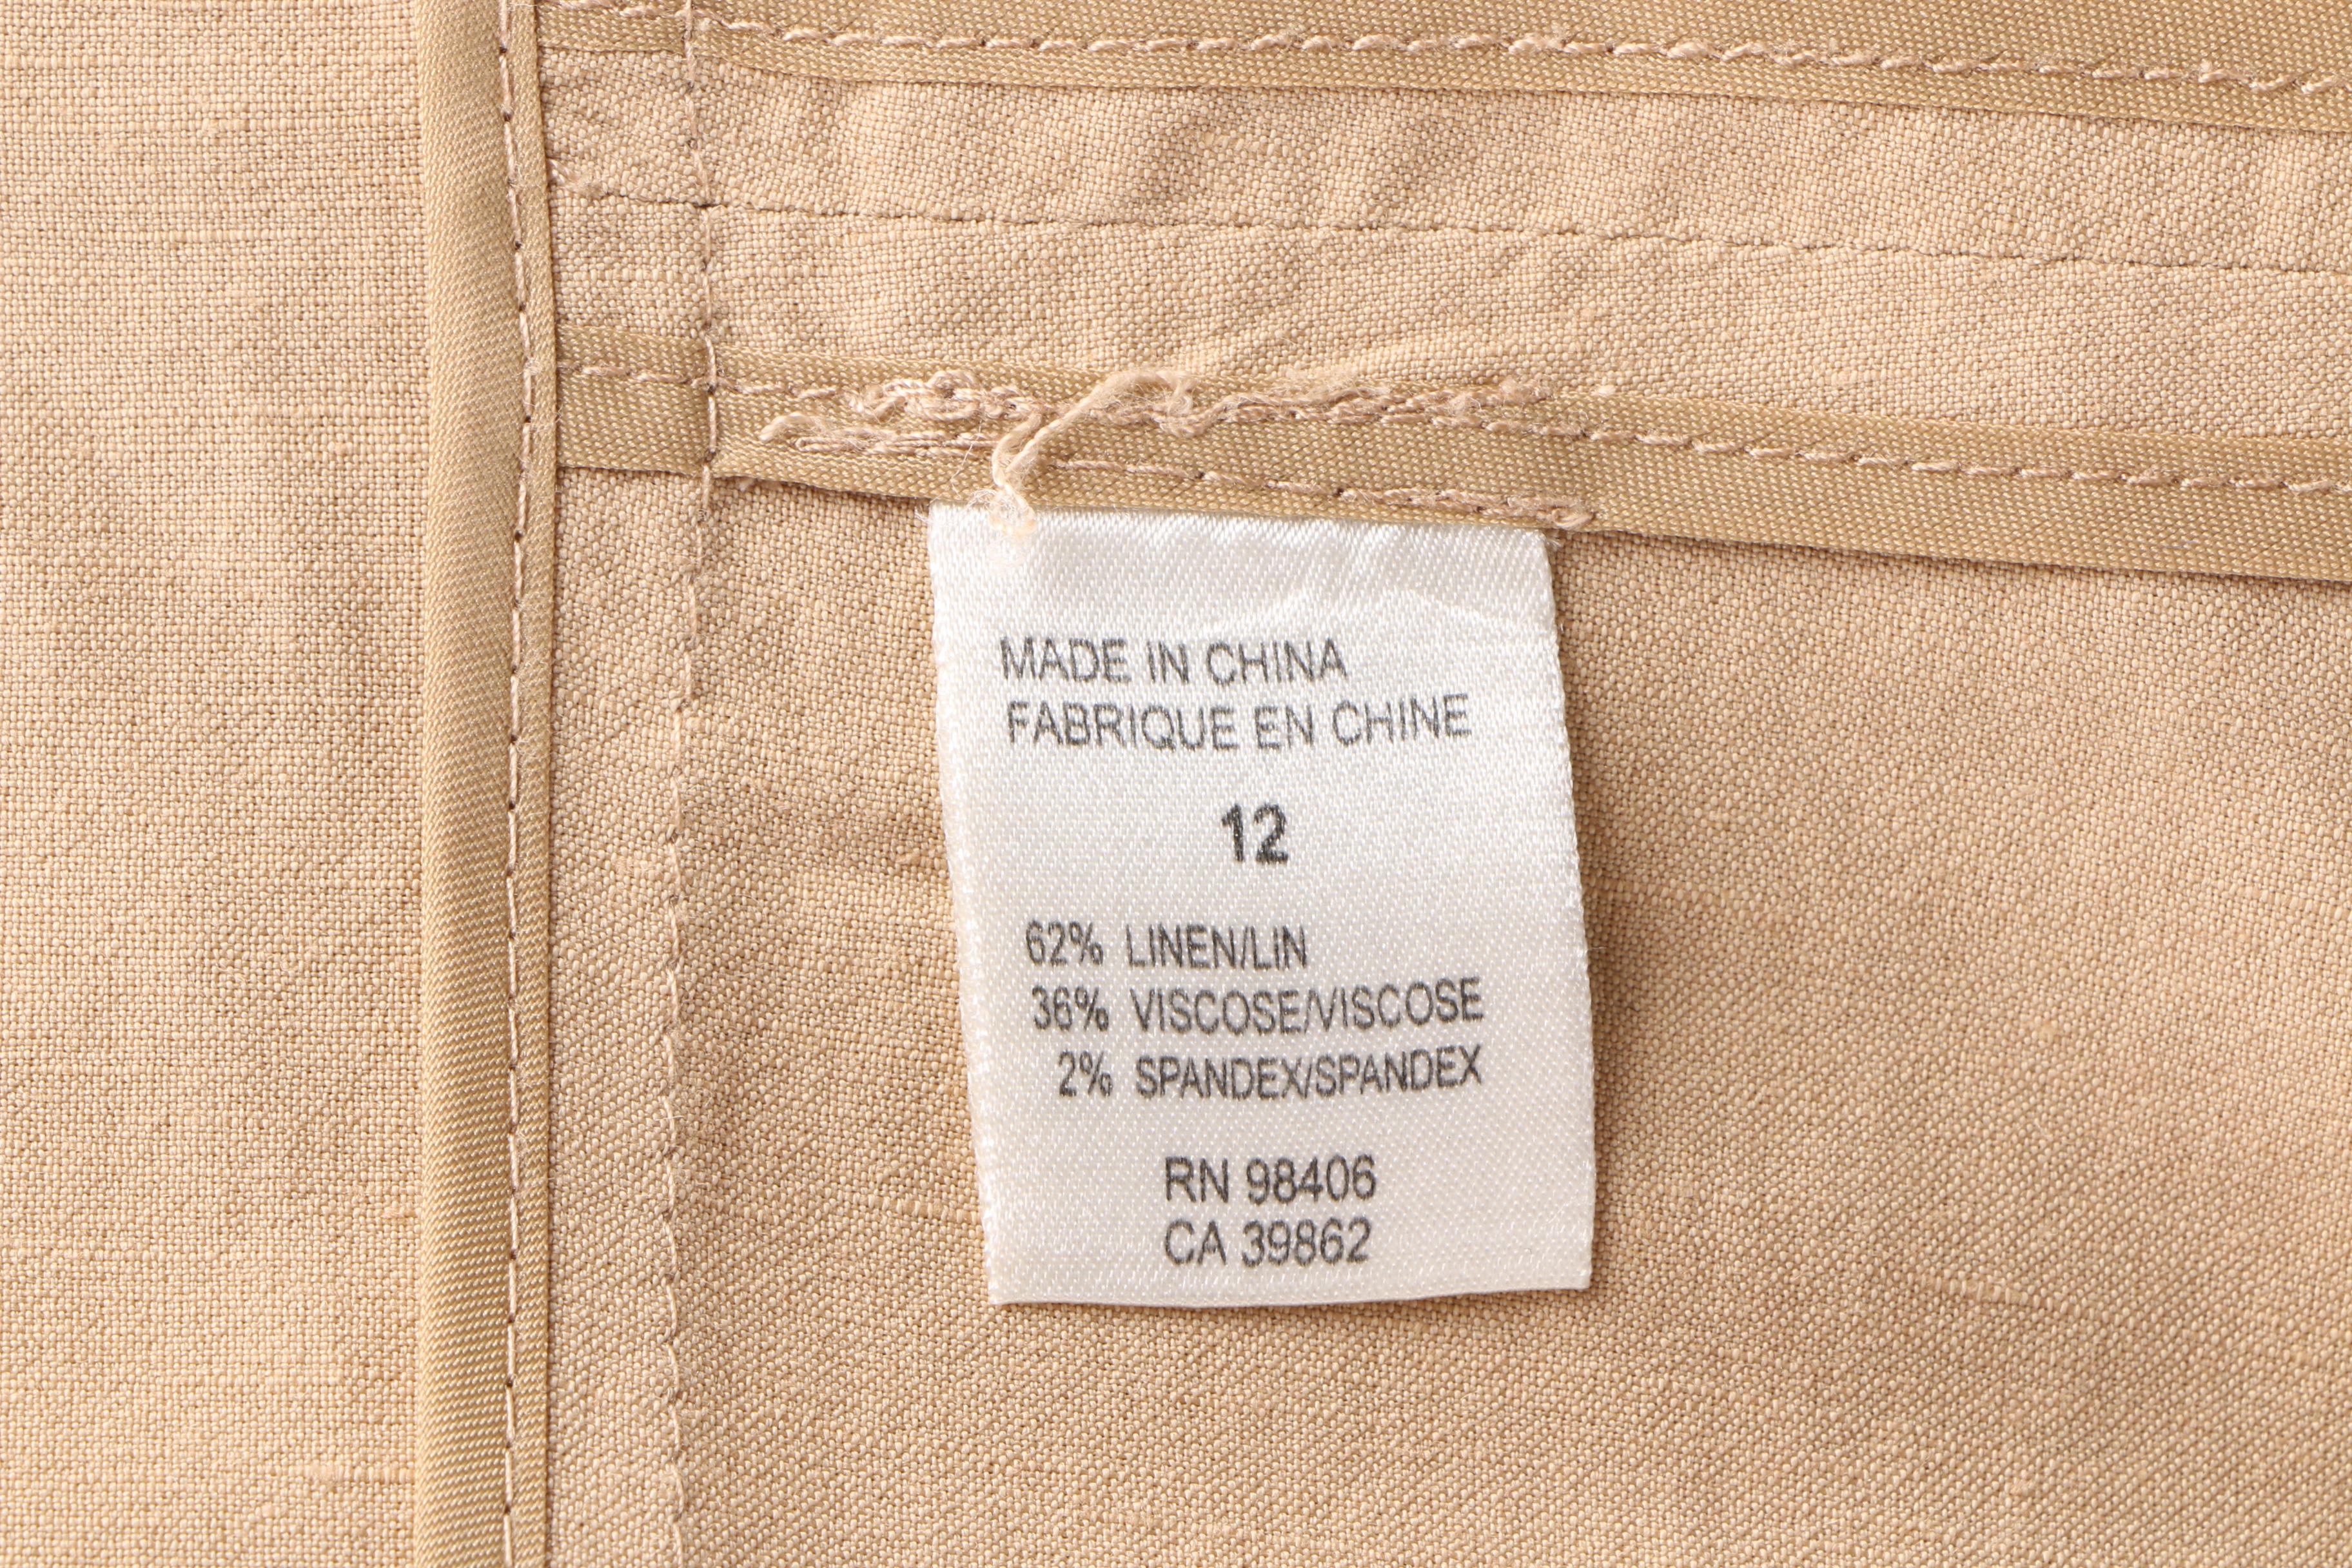 MADE IN CHINA
FABRIQUE EN CHINE
12
62% LINEN/LIN
36% VISCOSE/VISCOSE
2% SPANDEX/SPANDEX
RN 98406
CA 39862